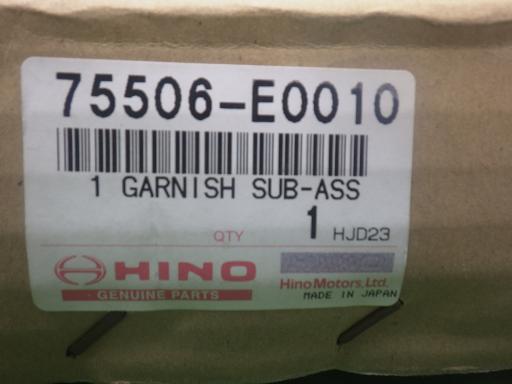 75506-E0010
1 GARNISH SUB-ASS
QTY 1 HJD23
HINO
GENUINE PARTS
Hino Motors, Ltd.
MADE IN JAPAN